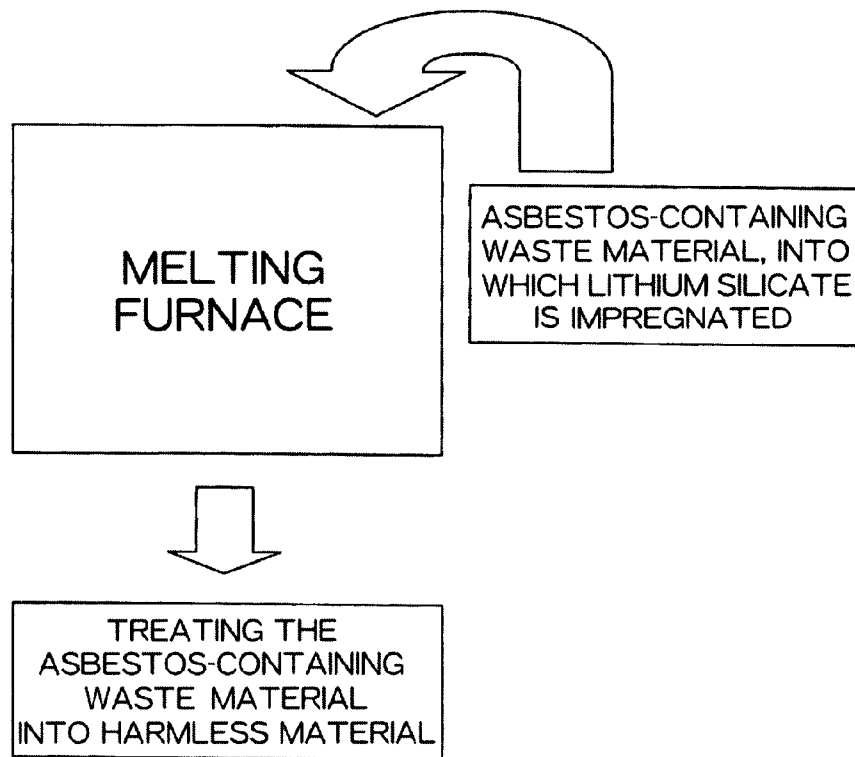 MELTING
FURNACE
ASBESTOS-CONTAINING
WASTE MATERIAL, INTO
WHICH LITHIUM SILICATE
IS IMPREGNATED
TREATING THE
ASBESTOS-CONTAINING
WASTE MATERIAL
INTO HARMLESS MATERIAL